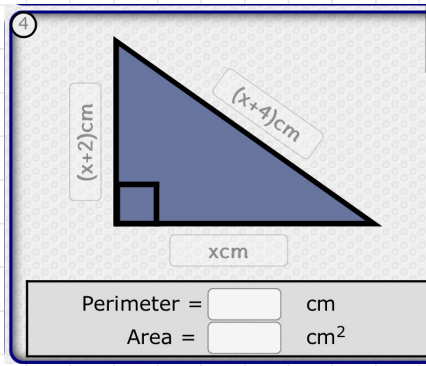 4
(x+2)cm
(x+4)cm
xcm
Perimeter = cm
Area = cm²